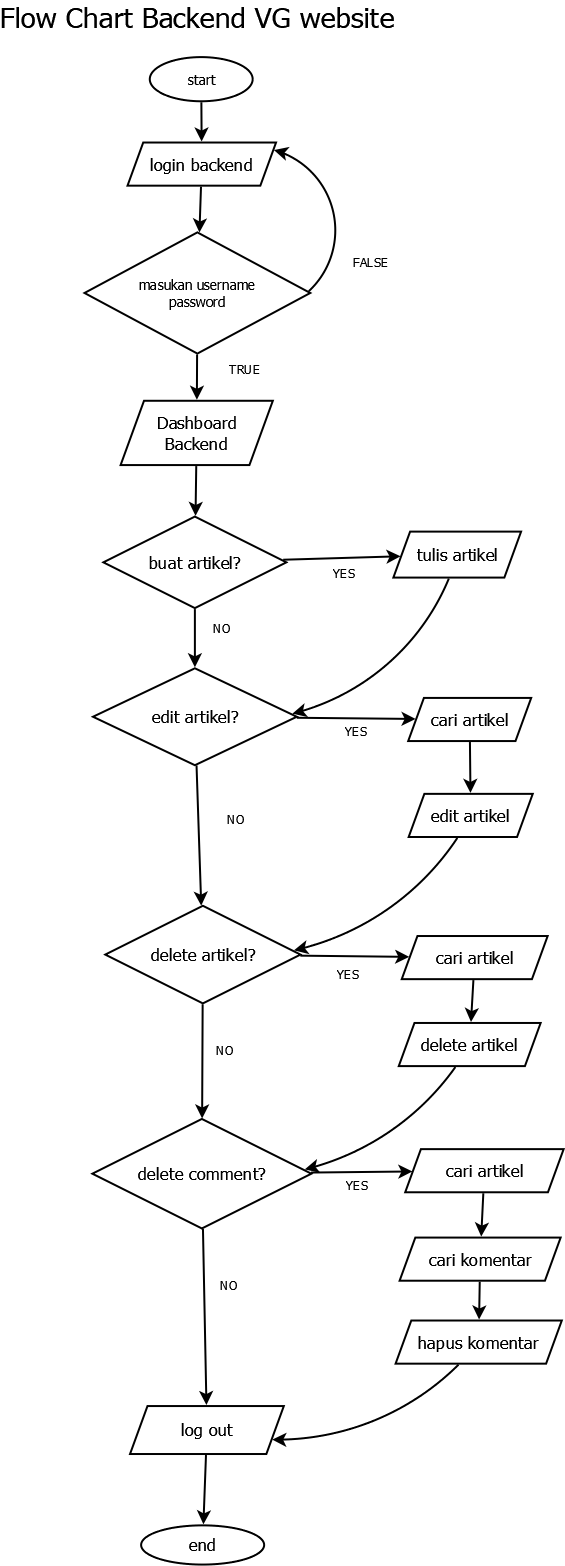 Flow Chart Backend VG website
start
login backend
masukan username
password
FALSE
TRUE
Dashboard
Backend
buat artikel?
YES
tulis artikel
NO
edit artikel?
YES
cari artikel
NO
edit artikel
delete artikel?
YES
cari artikel
NO
delete artikel
delete comment?
YES
cari artikel
NO
cari komentar
hapus komentar
log out
end